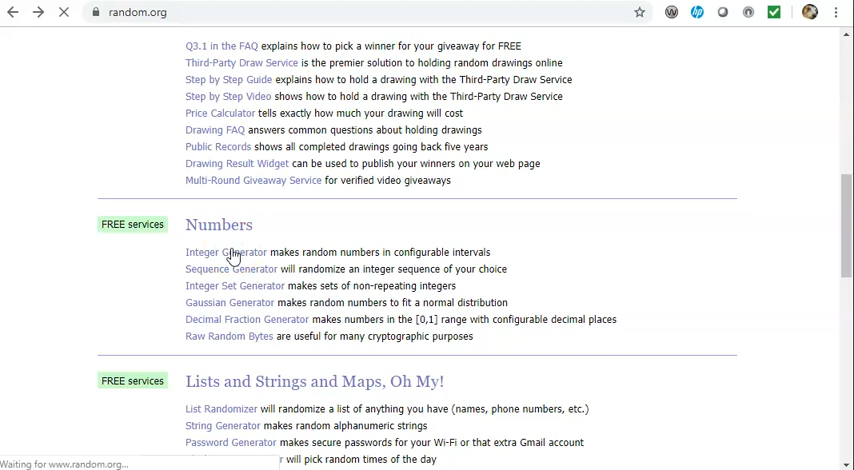 random.org
Q3.1 in the FAQ explains how to pick a winner for your giveaway for FREE
Third-Party Draw Service is the premier solution to holding random drawings online
Step by Step Guide explains how to hold a drawing with the Third-Party Draw Service
Step by Step Video shows how to hold a drawing with the Third-Party Draw Service
Price Calculator tells exactly how much your drawing will cost
Drawing FAQ answers common questions about holding drawings
Public Records shows all completed drawings going back five years
Drawing Result Widget can be used to publish your winners on your web page
Multi-Round Giveaway Service for verified video giveaways
FREE services Numbers
Integer Generator makes random numbers in configurable intervals
Sequence Generator will randomize an integer sequence of your choice
Integer Set Generator makes sets of non-repeating integers
Gaussian Generator makes random numbers to fit a normal distribution
Decimal Fraction Generator makes numbers in the [0,1] range with configurable decimal places
Raw Random Bytes are useful for many cryptographic purposes
FREE services Lists and Strings and Maps, Oh My!
List Randomizer will randomize a list of anything you have (names, phone numbers, etc.)
String Generator makes random alphanumeric strings
Password Generator makes secure passwords for your Wi-Fi or that extra Gmail account
will pick random times of the day
Waiting for www.random.org...